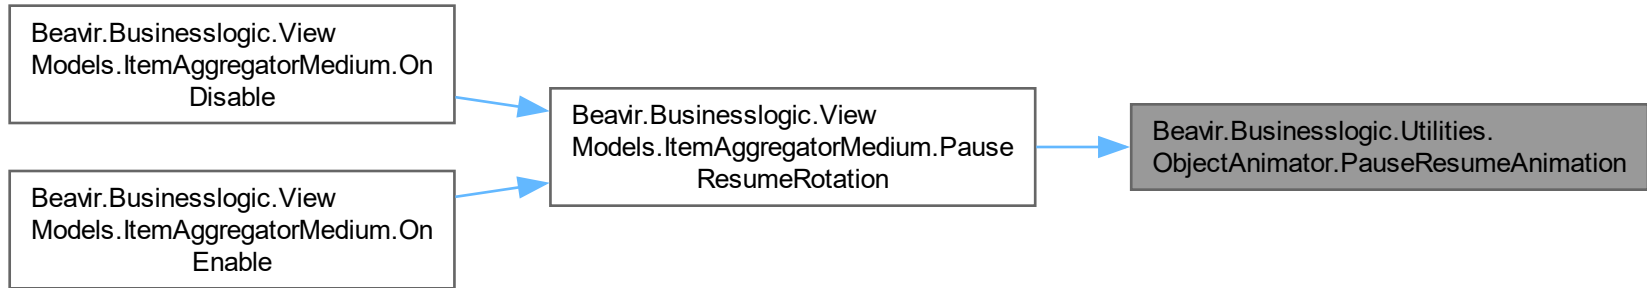 Beavir.Businesslogic.View
Models.ItemAggregatorMedium.On
Disable
Beavir.Businesslogic.View
Models.ItemAggregatorMedium.On
Enable
Beavir.Businesslogic.View
Models.ItemAggregatorMedium.Pause
ResumeRotation
Beavir.Businesslogic.Utilities.
ObjectAnimator.PauseResumeAnimation